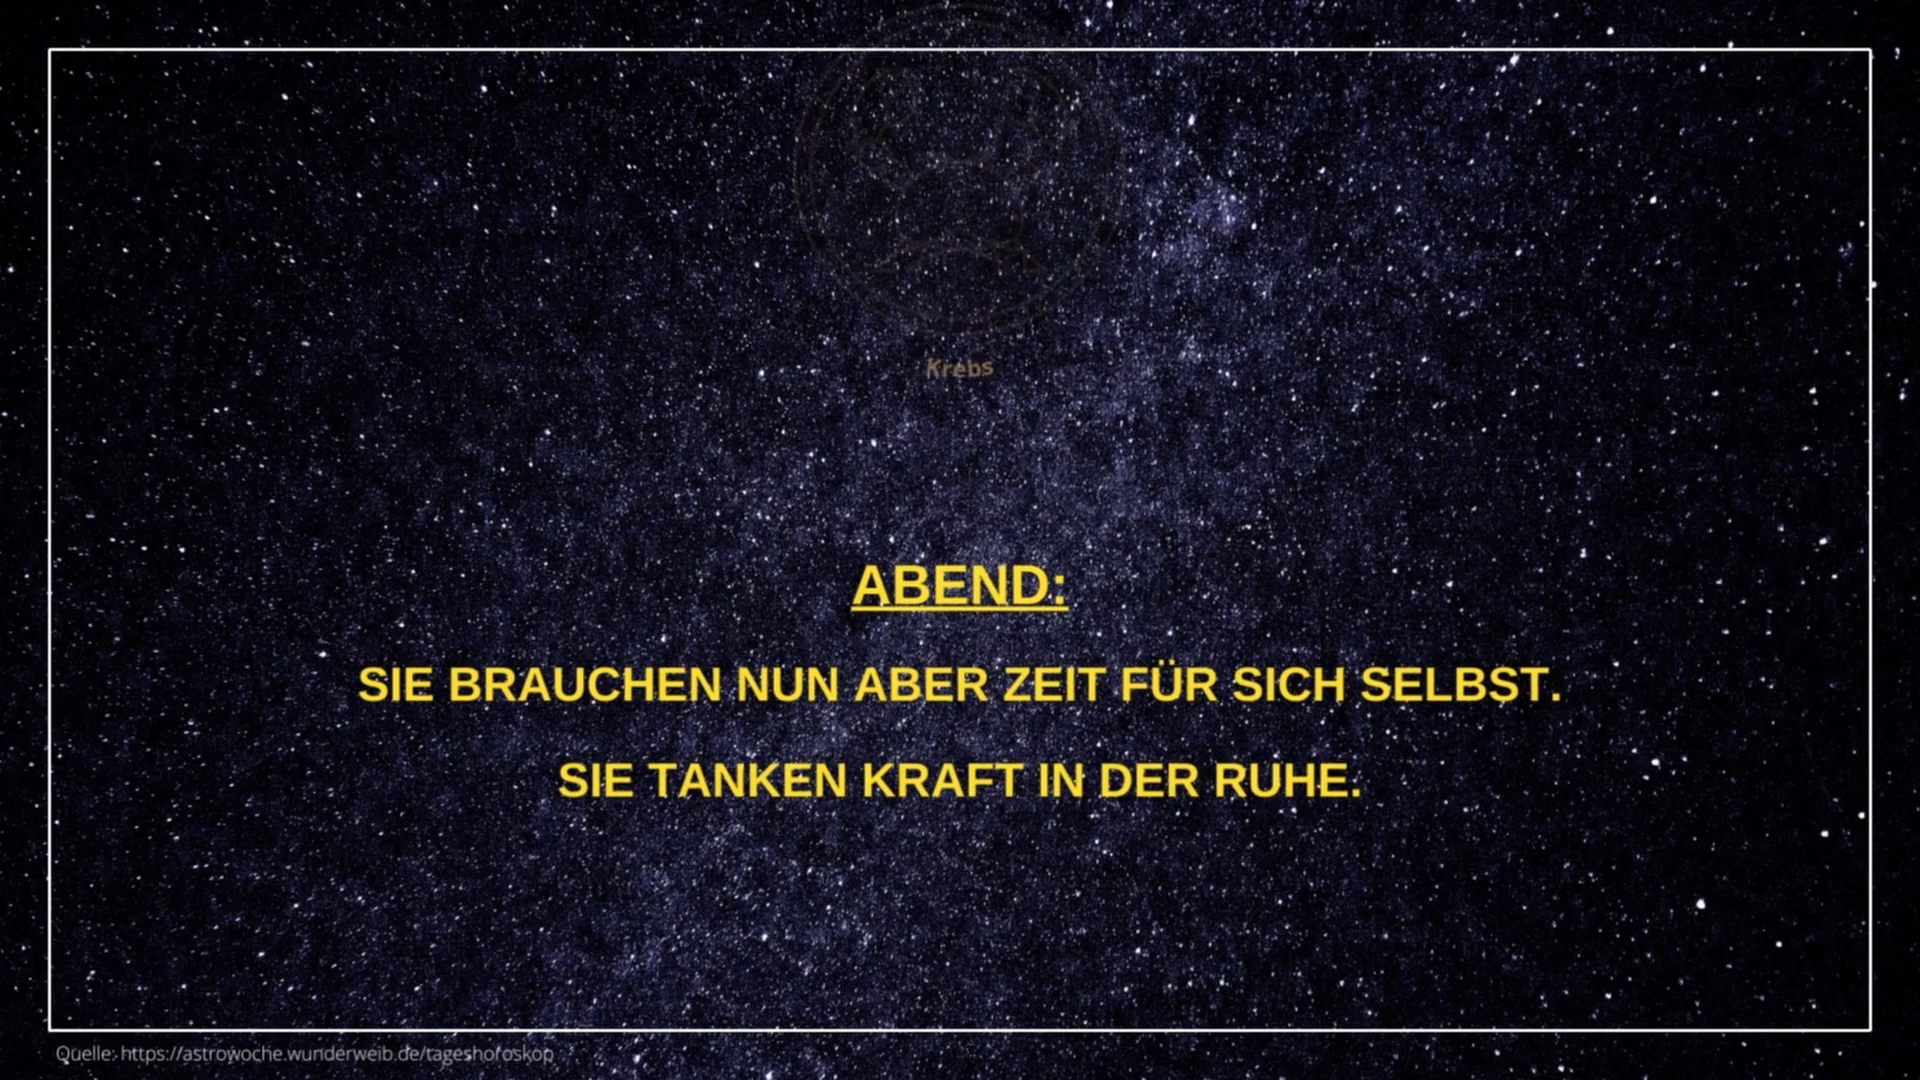 Krebs
ABEND:
SIE BRAUCHEN NUN ABER ZEIT FÜR SICH SELBST.
SIE TANKEN KRAFT IN DER RUHE.
Quelle: https://astrowoche.wunderweib.de/tageshoroskop